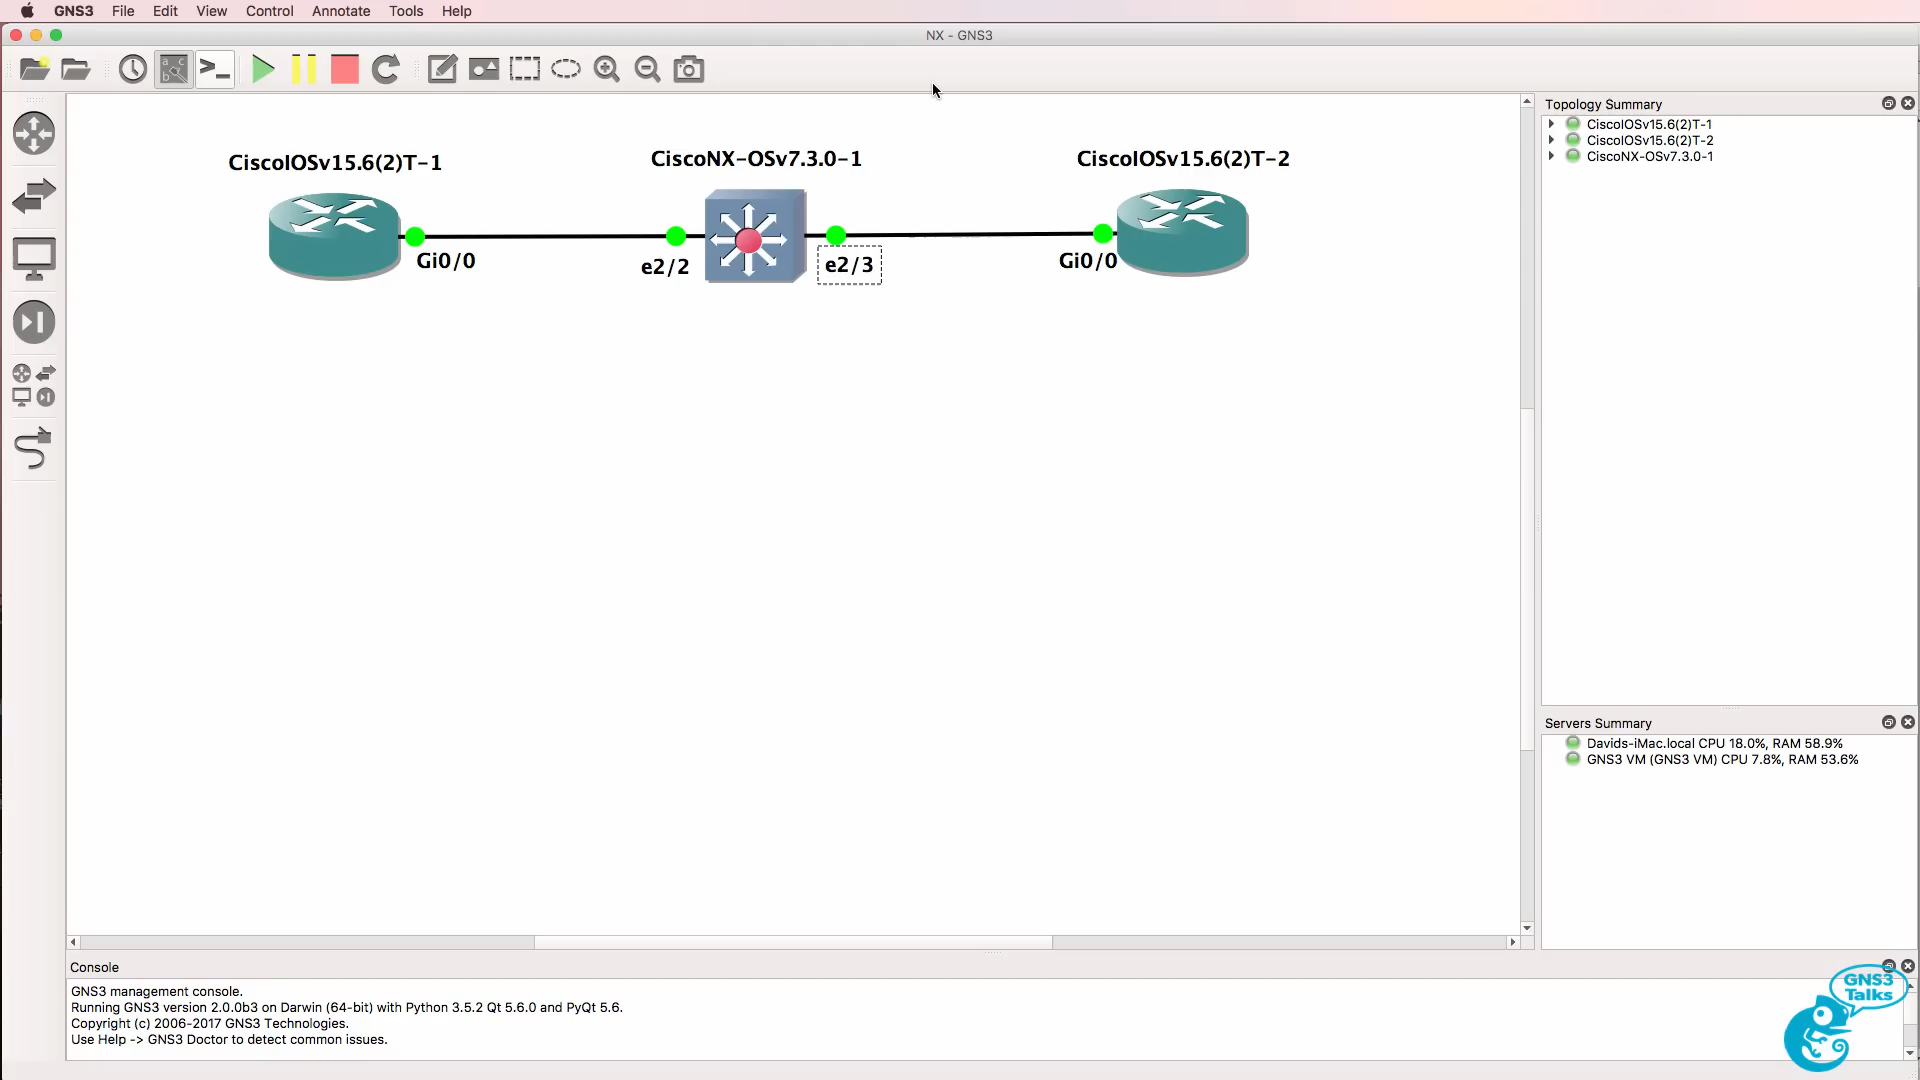 GNS3 File Edit View Control Annotate Tools Help
NX - GNS3
Topology Summary
CiscoIOSv15.6(2)T-1
CiscoIOSv15.6(2)T-2
CiscoNX-OSv7.3.0-1
CiscoIOSv15.6(2)T-1
CiscoNX-OSv7.3.0-1
CiscoIOSv15.6(2)T-2
Gi0/0
e2/2
e2/3
Gi0/0
Servers Summary
Davids-iMac.local CPU 18.0%, RAM 58.9%
GNS3 VM (GNS3 VM) CPU 7.8%, RAM 53.6%
Console
GNS3 management console.
Running GNS3 version 2.0.0b3 on Darwin (64-bit) with Python 3.5.2 Qt 5.6.0 and PyQt 5.6.
Copyright (c) 2006-2017 GNS3 Technologies.
Use Help -> GNS3 Doctor to detect common issues.
GNS3
Talks